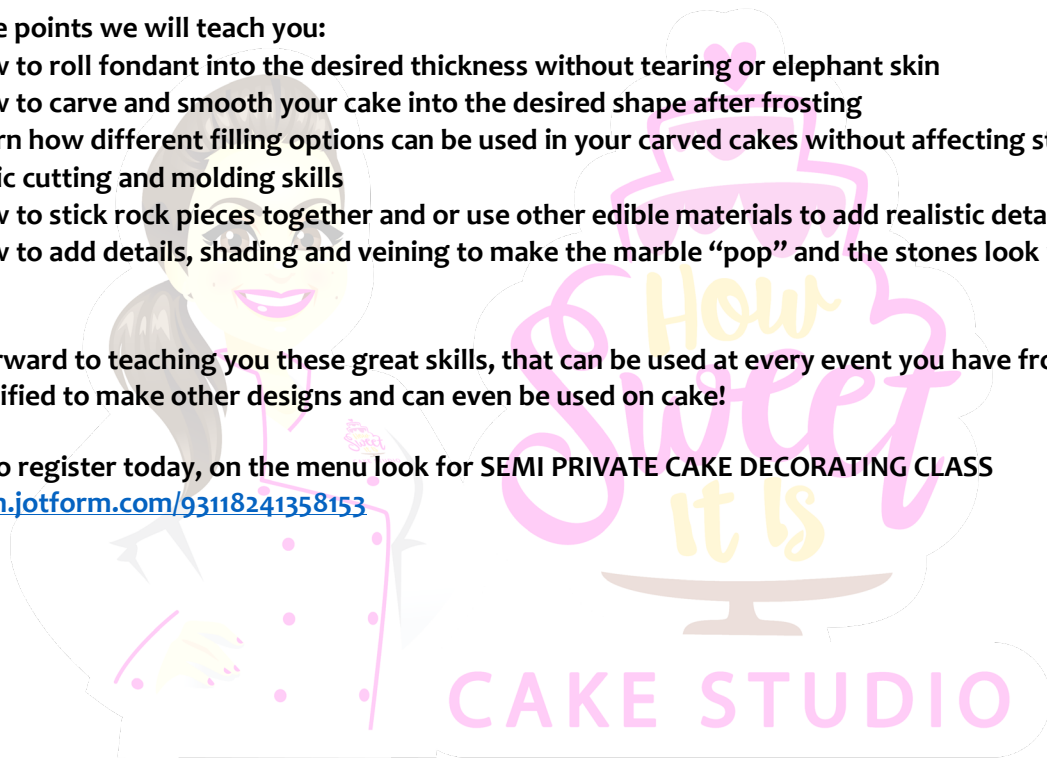 e points we will teach you:
w to roll fondant into the desired thickness without tearing or elephant skin
w to carve and smooth your cake into the desired shape after frosting
rn how different filling options can be used in your carved cakes without affecting st
ic cutting and molding skills
w to stick rock pieces together and or use other edible materials to add realistic deta
w to add details, shading and veining to make the marble “pop” and the stones look
rward to teaching you these great skills, that can be used at every event you have fro
ified to make other designs and can even be used on cake!
o register today, on the menu look for SEMI PRIVATE CAKE DECORATING CLASS
n.jotform.com/93118241358153
How
Sweet
It Is
CAKE STUDIO